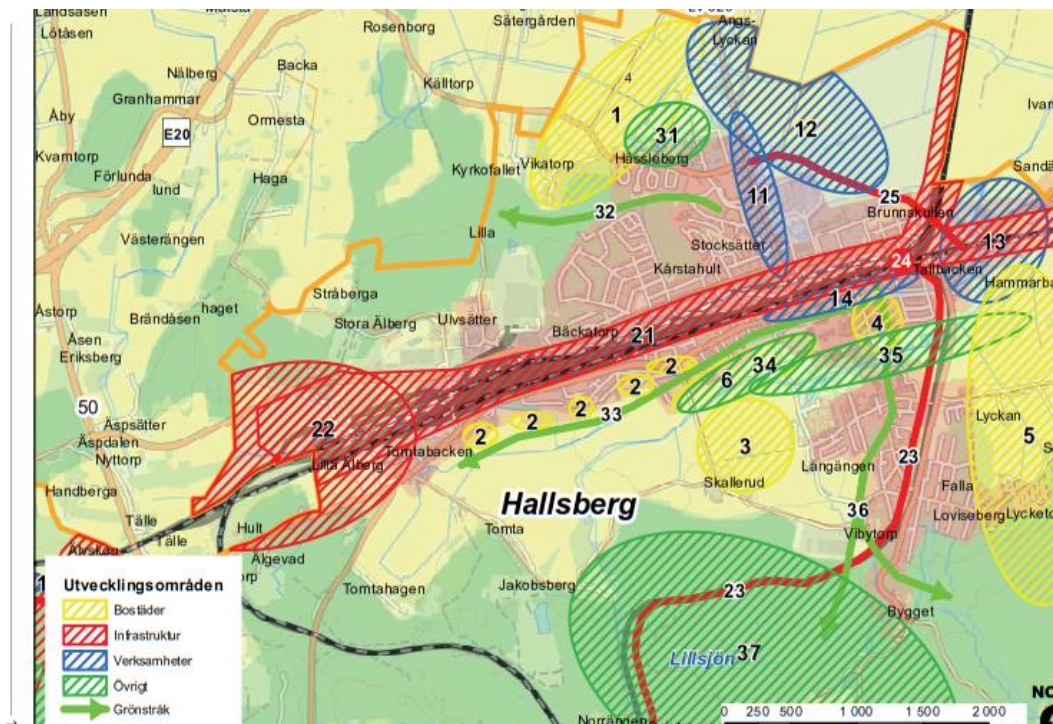 Landsåsen
Lötåsen
Rosenborg
Sätergården
Ängs-
Lyckan
Nälberg
Backa
Källtorp
4
Granhammar
Åby
E20
Ormesta
1
31
12
Kvarntorp
Kyrkofallet
Vikatorp
Hässleberg
Förlunda
lund
Haga
11
25
Brunnskullen
32
Lilla
Västerängen
Stocksätter
13
24
Kårstahult
Tallbacken
Hammarba
haget
Stråberga
14
Åstorp
Brändåsen
Stora Älberg
Ulvsätter
Bäckatorp
21
4
Åsen
Eriksberg
2
34
35
6
2
50
Äspsätter
2
33
Lyckan
5
Äspdalen
22
2
2
Nyttorp
Tomtabacken
3
Lilla Älberg
Långängen
23
Handberga
Skallerud
Falla
Hallsberg
36
Loviseberg
Lycketo
Tälle
Tälle
Hult
Tomta
Vibytorp
Älgevad
torp
Tomtahagen
Jakobsberg
23
Bygget
Utvecklingsområden
Bostäder
Infrastruktur
Verksamheter
Övrigt
Grönstråk
Lillsjön
37
Norrängen
0 250 500 1 000 1 500 2 000
NO